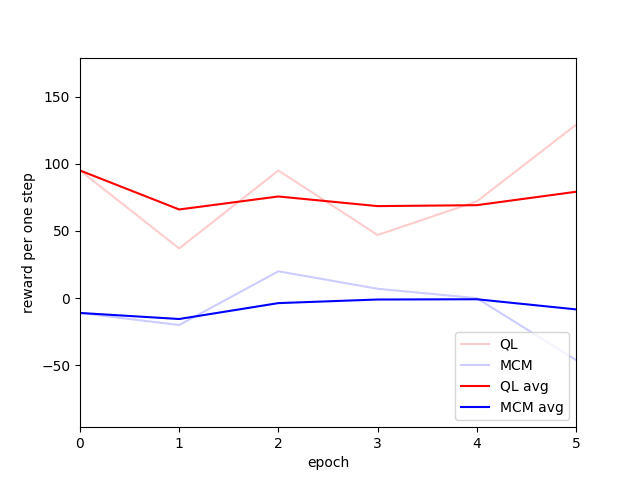 150
100
50
0
−50
reward per one step
0 1 2 3 4 5
epoch
QL
MCM
QL avg
MCM avg